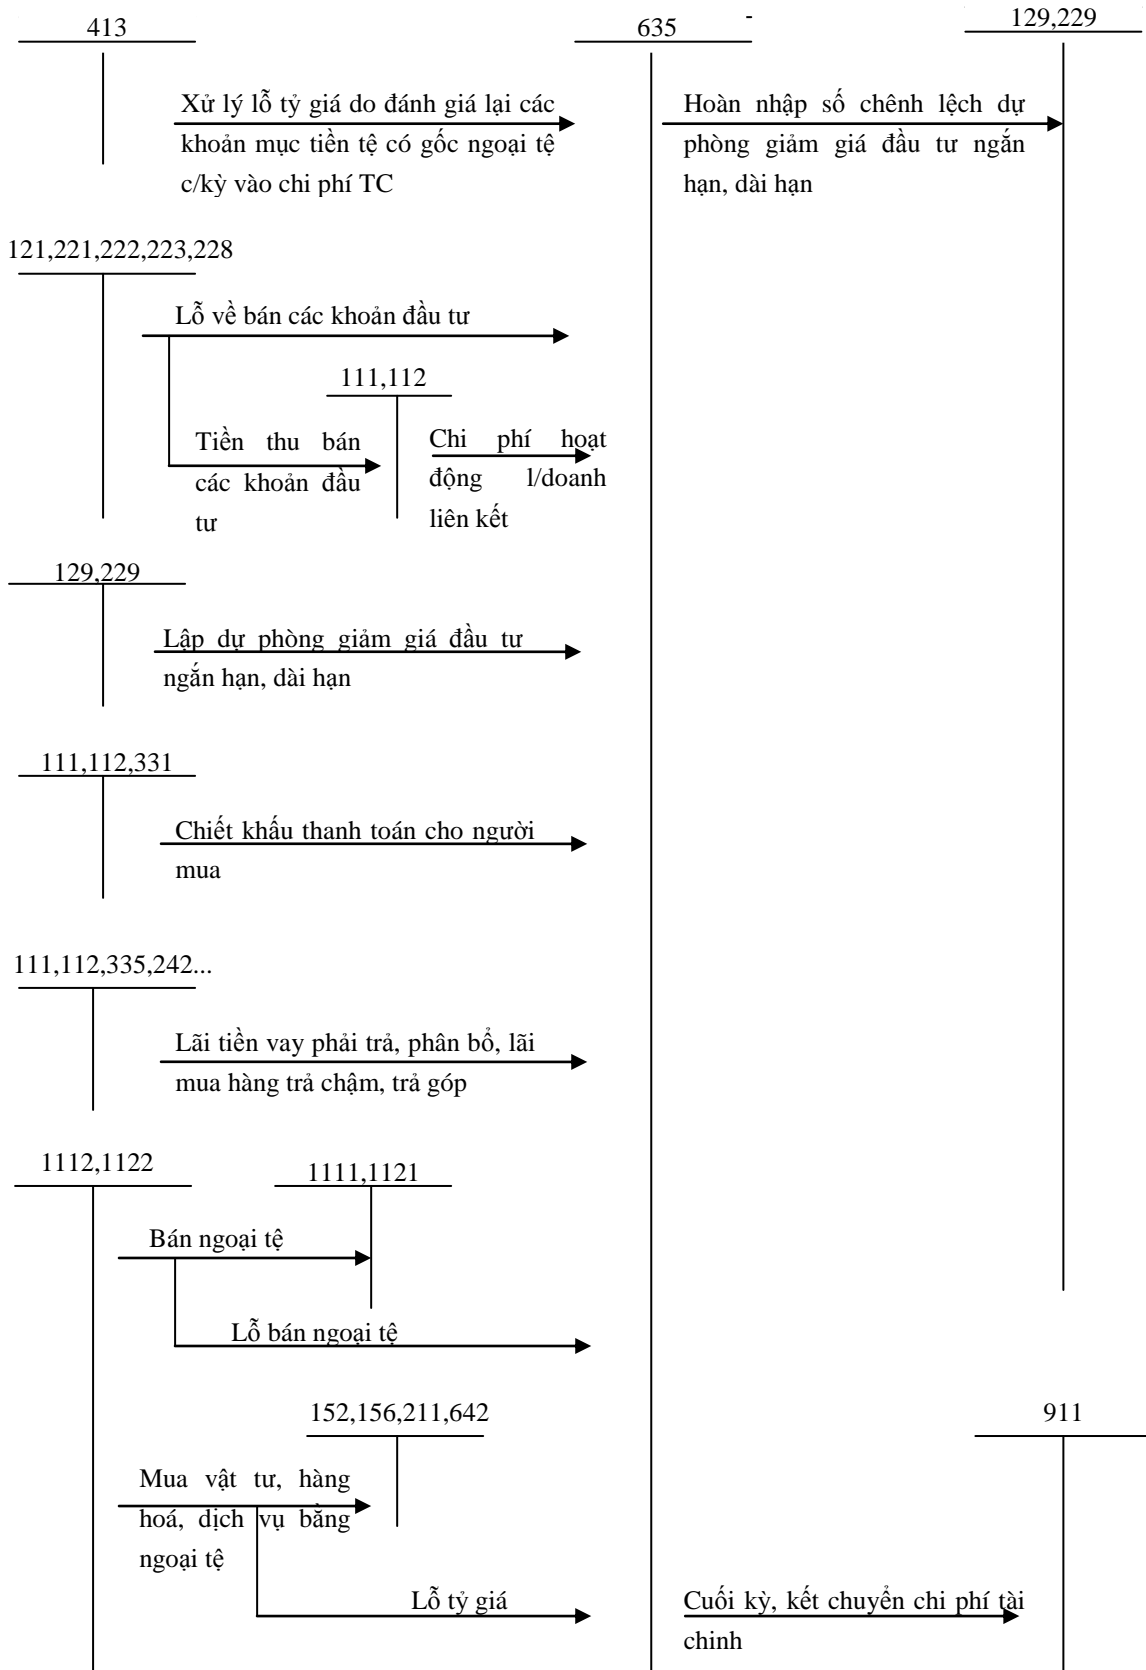 413
635
129,229
Xử lý lỗ tỷ giá do đánh giá lại các
khoản mục tiền tệ có gốc ngoại tệ
c/kỳ vào chi phí TC
Hoàn nhập số chênh lệch dự
phòng giảm giá đầu tư ngắn
hạn, dài hạn
121,221,222,223,228
Lỗ về bán các khoản đầu tư
111,112
Tiền thu bán
các khoản đầu
tư
Chi phí hoạt
động l/doanh
liên kết
129,229
Lập dự phòng giảm giá đầu tư
ngắn hạn, dài hạn
111,112,331
Chiết khấu thanh toán cho người
mua
111,112,335,242...
Lãi tiền vay phải trả, phân bổ, lãi
mua hàng trả chậm, trả góp
1112,1122
1111,1121
Bán ngoại tệ
Lỗ bán ngoại tệ
152,156,211,642
911
Mua vật tư, hàng
hoá, dịch vụ bằng
ngoại tệ
Lỗ tỷ giá
Cuối kỳ, kết chuyển chi phí tài
chinh